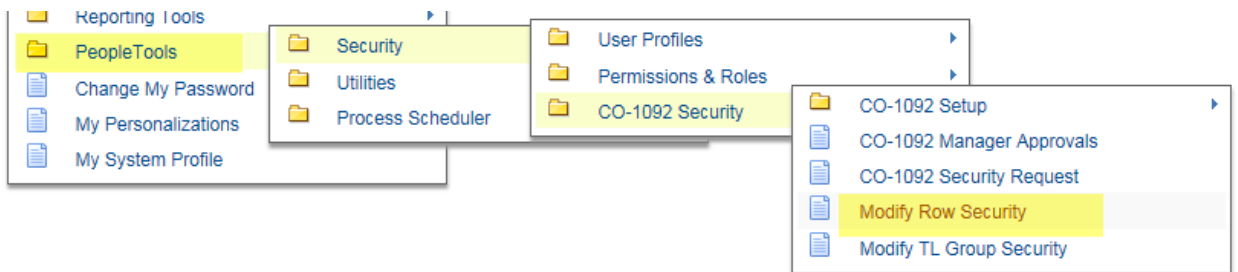 Reporting Tools
PeopleTools
Change My Password
My Personalizations
My System Profile
Security
Utilities
Process Scheduler
User Profiles
Permissions & Roles
CO-1092 Security
CO-1092 Setup
CO-1092 Manager Approvals
CO-1092 Security Request
Modify Row Security
Modify TL Group Security